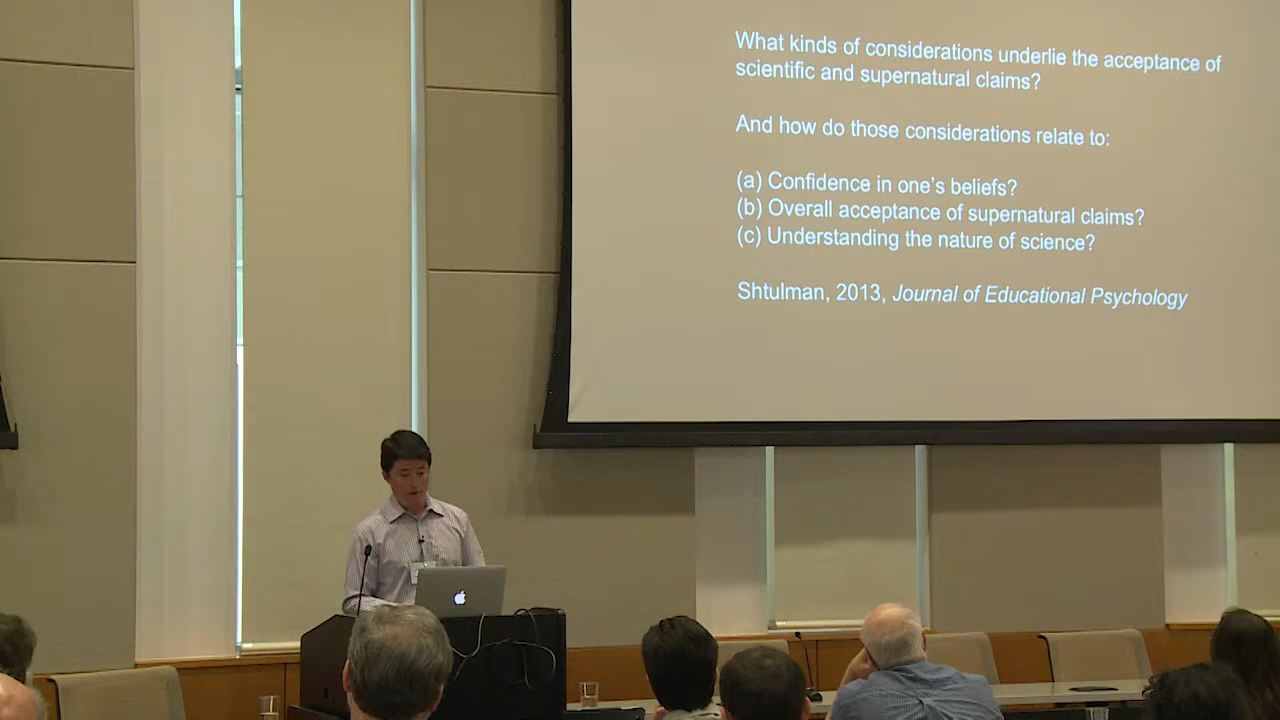 What kinds of considerations underlie the acceptance of
scientific and supernatural claims?
And how do those considerations relate to:
(a) Confidence in one's beliefs?
(b) Overall acceptance of supernatural claims?
(c) Understanding the nature of science?
Shtulman, 2013, Journal of Educational Psychology